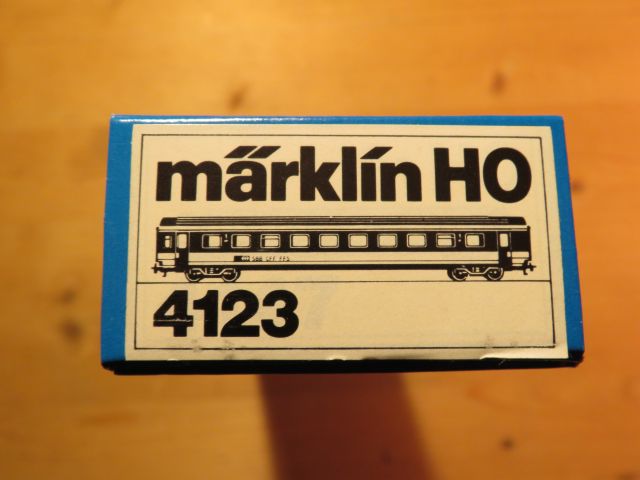 märklin HO
SBB CFF FFS
4123